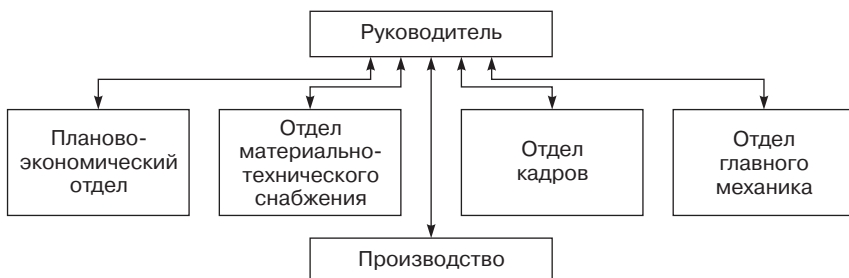 Руководитель
Планово-
экономический
отдел
Отдел
материально-
технического
снабжения
Отдел
кадров
Отдел
главного
механика
Производство